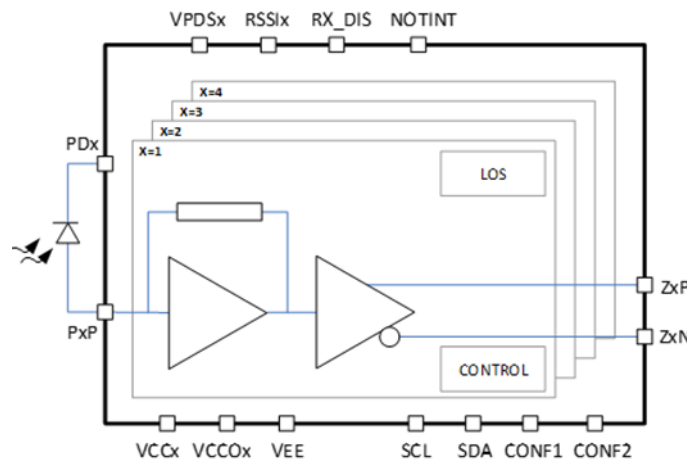 VPDSx RSSIx RX_DIS NOTINT
X=4
X=3
X=2
X=1
PDx
LOS
PxP
ZxP
ZxN
CONTROL
VCCx VCCOx VEE SCL SDA CONF1 CONF2